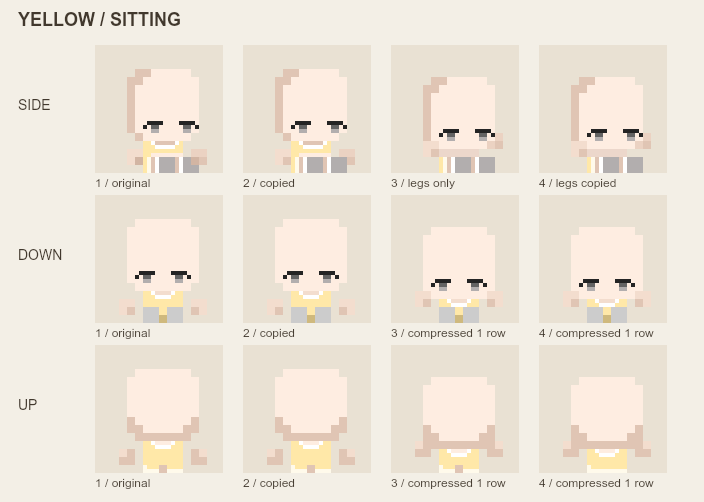 YELLOW / SITTING
SIDE
1 / original
2 / copied
3 / legs only
4 / legs copied
DOWN
1 / original
2 / copied
3 / compressed 1 row
4 / compressed 1 row
UP
1 / original
2 / copied
3 / compressed 1 row
4 / compressed 1 row